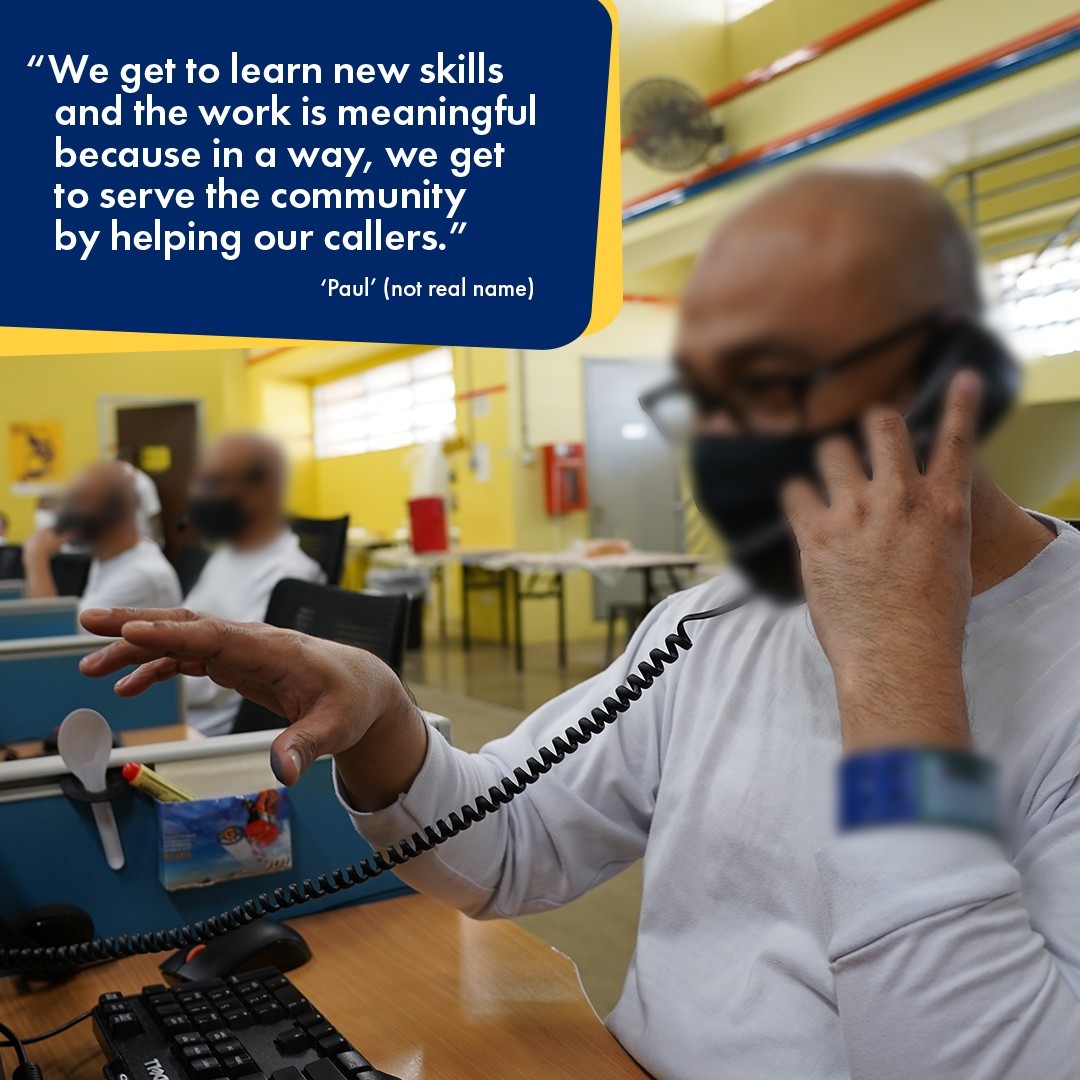 “We get to learn new skills
and the work is meaningful
because in a way, we get
to serve the community
by helping our callers.”
‘Paul’ (not real name)